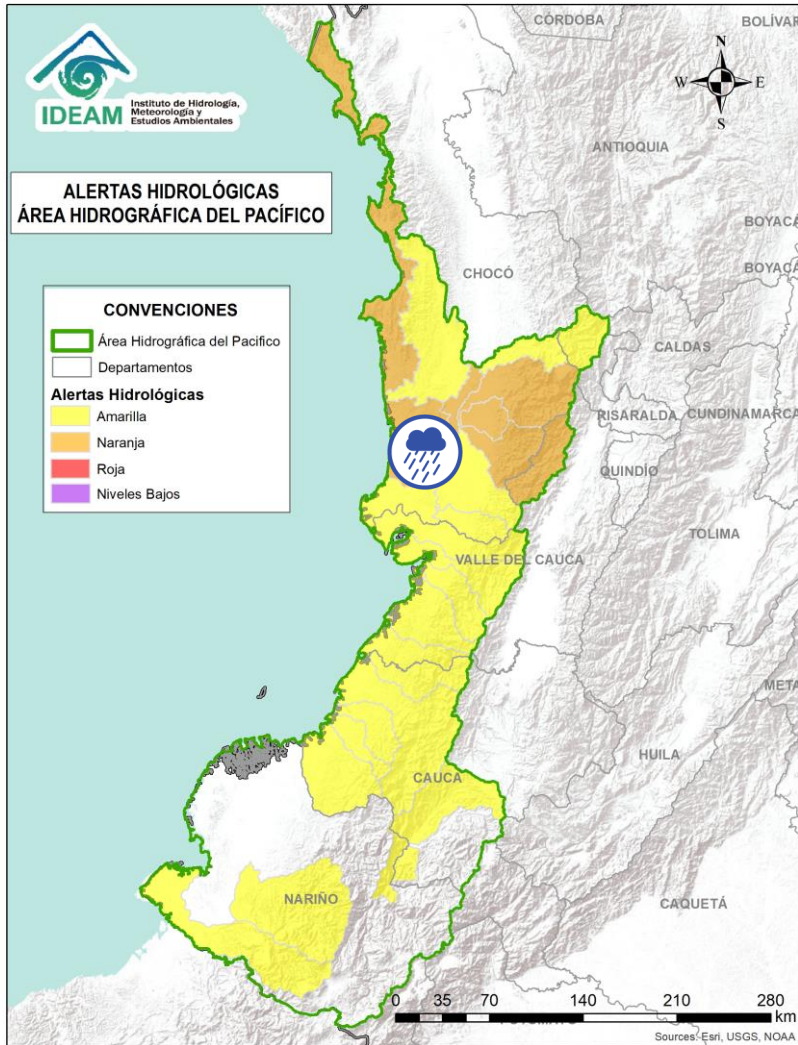 CÓRDOBA
BOLÍVAR
N
W E
S
IDEAM
Instituto de Hidrología,
Meteorología y
Estudios Ambientales
ANTIOQUIA
ALERTAS HIDROLÓGICAS
ÁREA HIDROGRÁFICA DEL PACÍFICO
BOYACÁ
BOYACÁ
CHOCÓ
CONVENCIONES
Área Hidrográfica del Pacifico
Departamentos
Alertas Hidrológicas
Amarilla
Naranja
Roja
Niveles Bajos
CALDAS
RISARALDA
CUNDINAMARCA
QUINDÍO
TOLIMA
VALLE DEL CAUCA
META
HUILA
CAUCA
NARIÑO
CAQUETÁ
0 35 70 140 210 280
km
Sources: Esri, USGS, NOAA